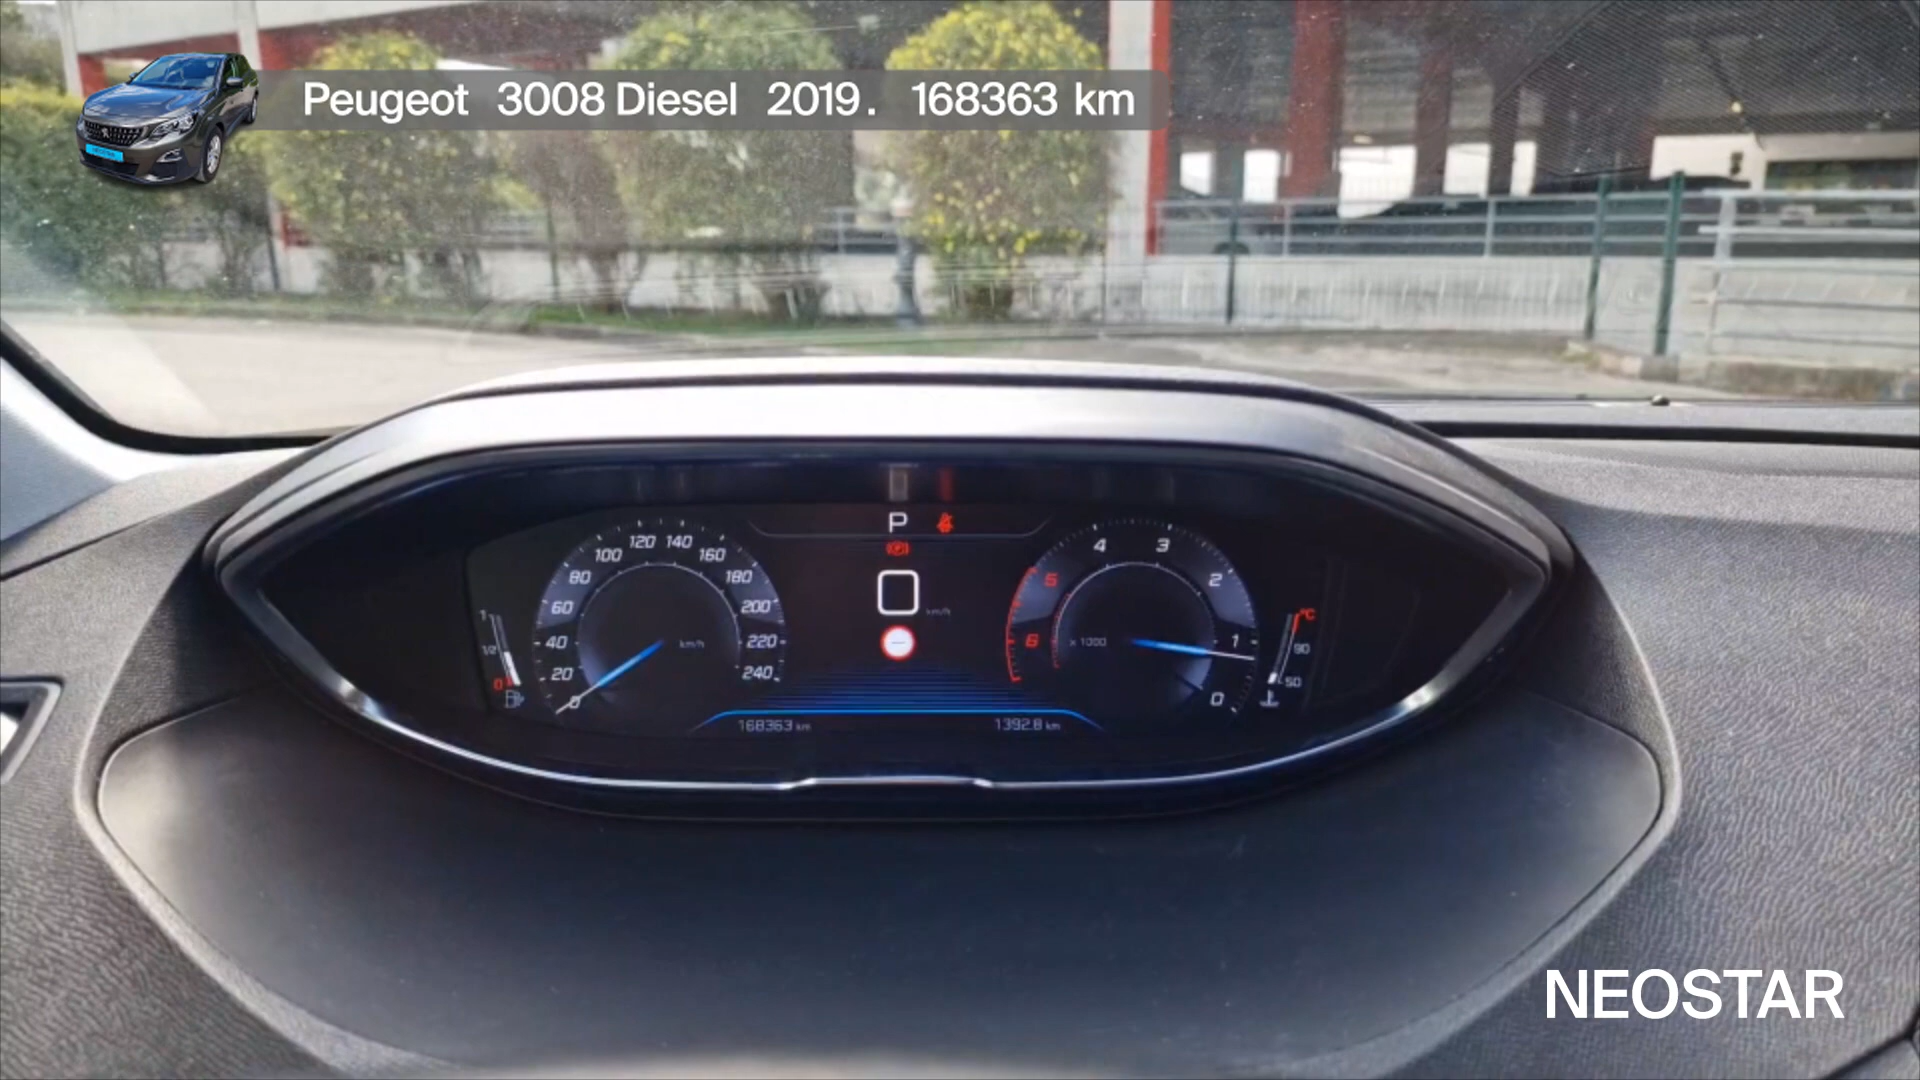 Peugeot 3008 Diesel 2019. 168363 km
P
120 140
100 160
80 180
60 200
40 220
20 240
0
km/h
1
1/2
0
0
km/h
4 3
5 2
6 1
0
x 1000
°C
90
50
168363 km
1392.8 km
NEOSTAR